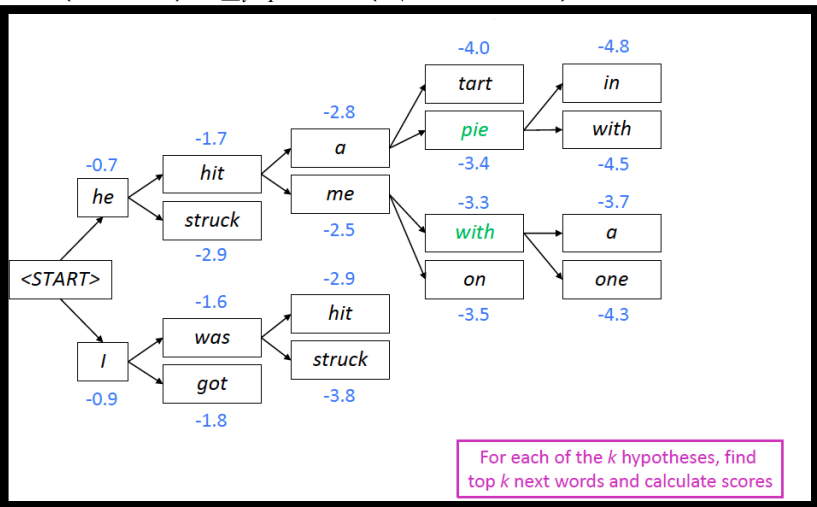 -4.0
-4.8
tart
in
-2.8
-1.7
a
pie
with
-0.7
hit
-3.4
-4.5
he
me
-3.3
-3.7
struck
-2.5
with
a
-2.9
<START>
-2.9
on
one
-1.6
hit
-3.5
-4.3
was
I
struck
got
-0.9
-3.8
-1.8
For each of the k hypotheses, find
top k next words and calculate scores